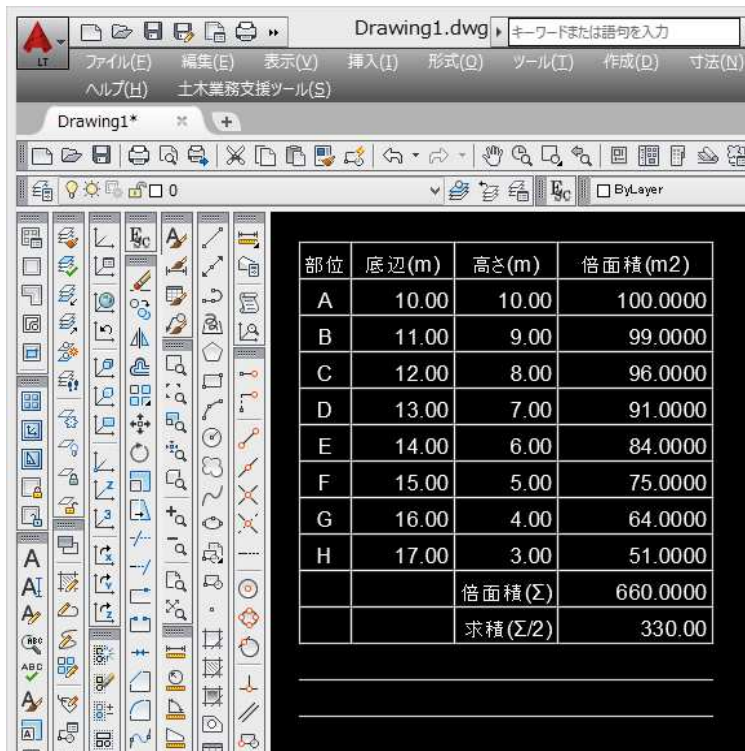 Drawing1.dwg キーワードまたは語句を入力
LT ファイル(F) 編集(E) 表示(V) 挿入(I) 形式(O) ツール(T) 作成(D) 寸法(N)
ヘルプ(H) 土木業務支援ツール(S)
Drawing1*
0 ByLayer
部位 底辺(m) 高さ(m) 倍面積(m2)
A 10.00 10.00 100.0000
B 11.00 9.00 99.0000
C 12.00 8.00 96.0000
D 13.00 7.00 91.0000
E 14.00 6.00 84.0000
F 15.00 5.00 75.0000
G 16.00 4.00 64.0000
H 17.00 3.00 51.0000
倍面積(Σ) 660.0000
求積(Σ/2) 330.00